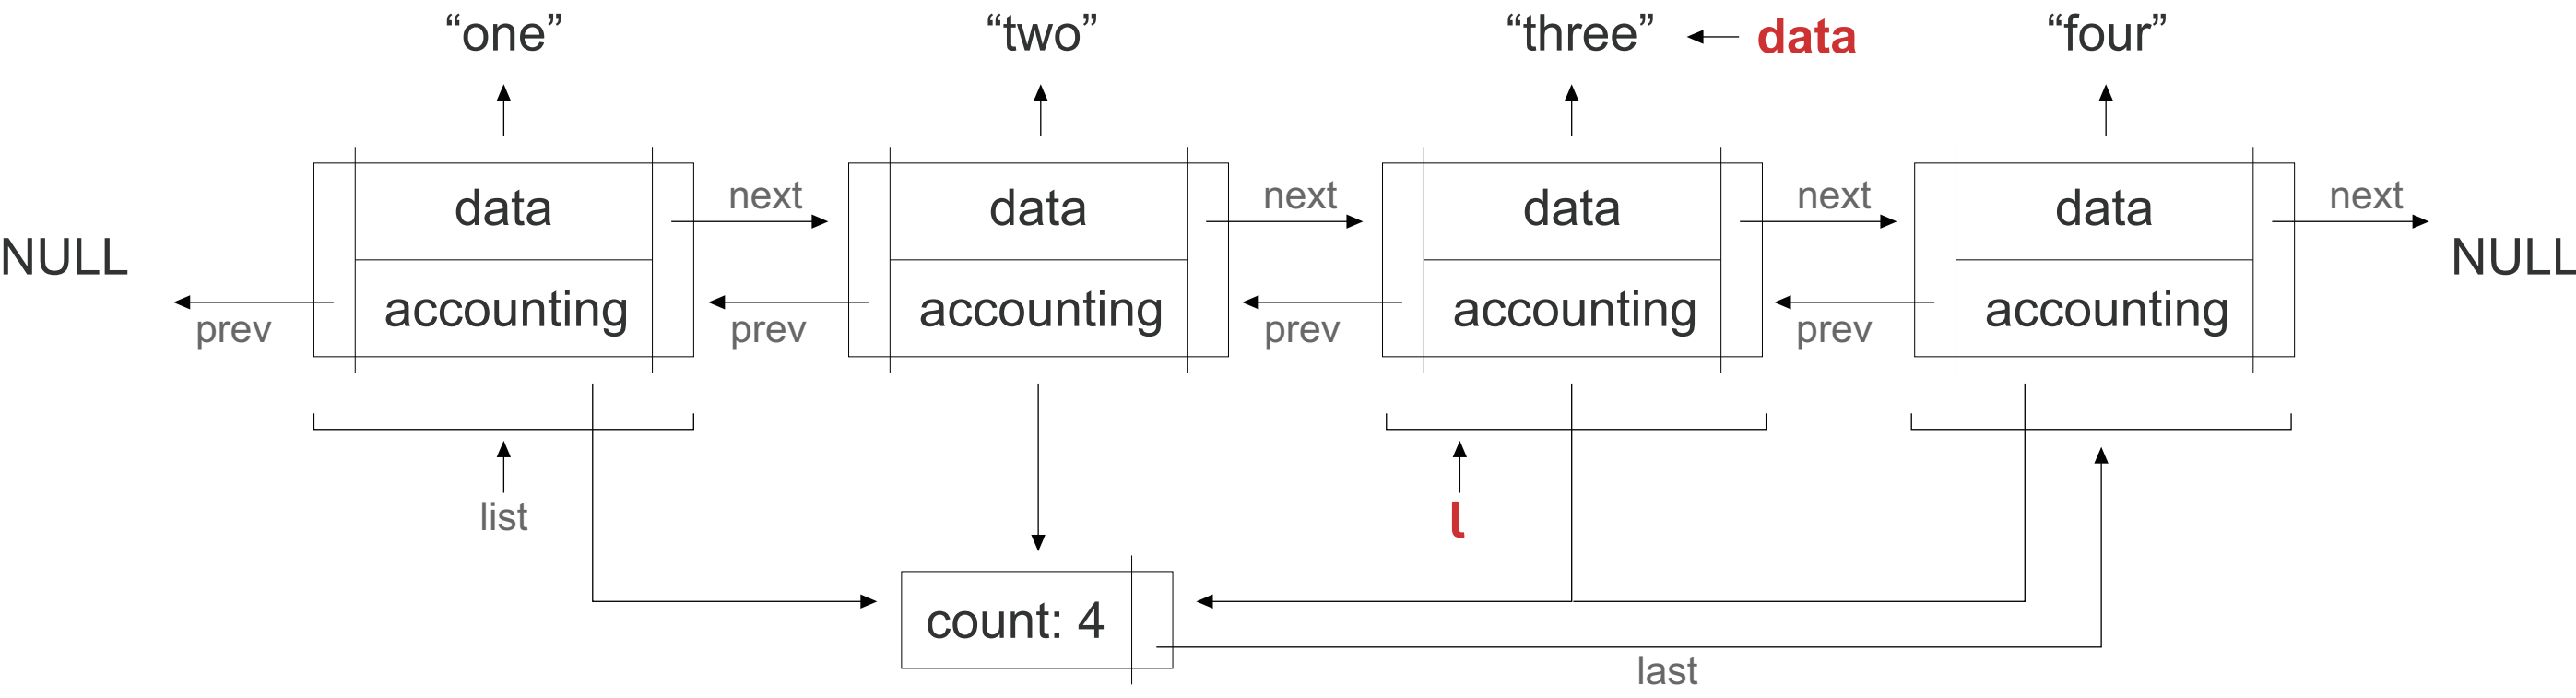 “one” “two” “three” data “four”
next next next next
data data data data
NULL NULL
accounting accounting accounting accounting
prev prev prev prev
list l
count: 4
last